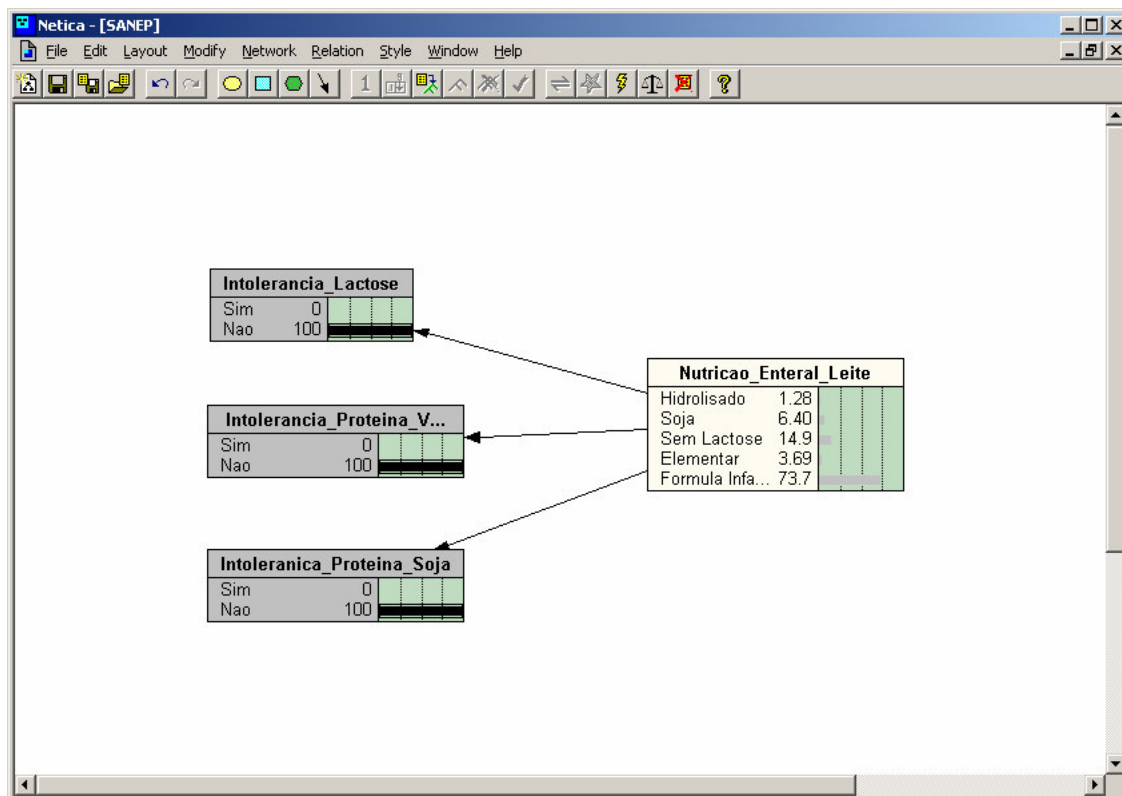 Netica - [SANEP]
File Edit Layout Modify Network Relation Style Window Help
1
?
Intolerancia_Lactose
Sim 0
Nao 100
Nutricao_Enteral_Leite
Hidrolisado 1.28
Soja 6.40
Sem Lactose 14.9
Elementar 3.69
Formula Infa... 73.7
Intolerancia_Proteina_V...
Sim 0
Nao 100
Intoleranica_Proteina_Soja
Sim 0
Nao 100